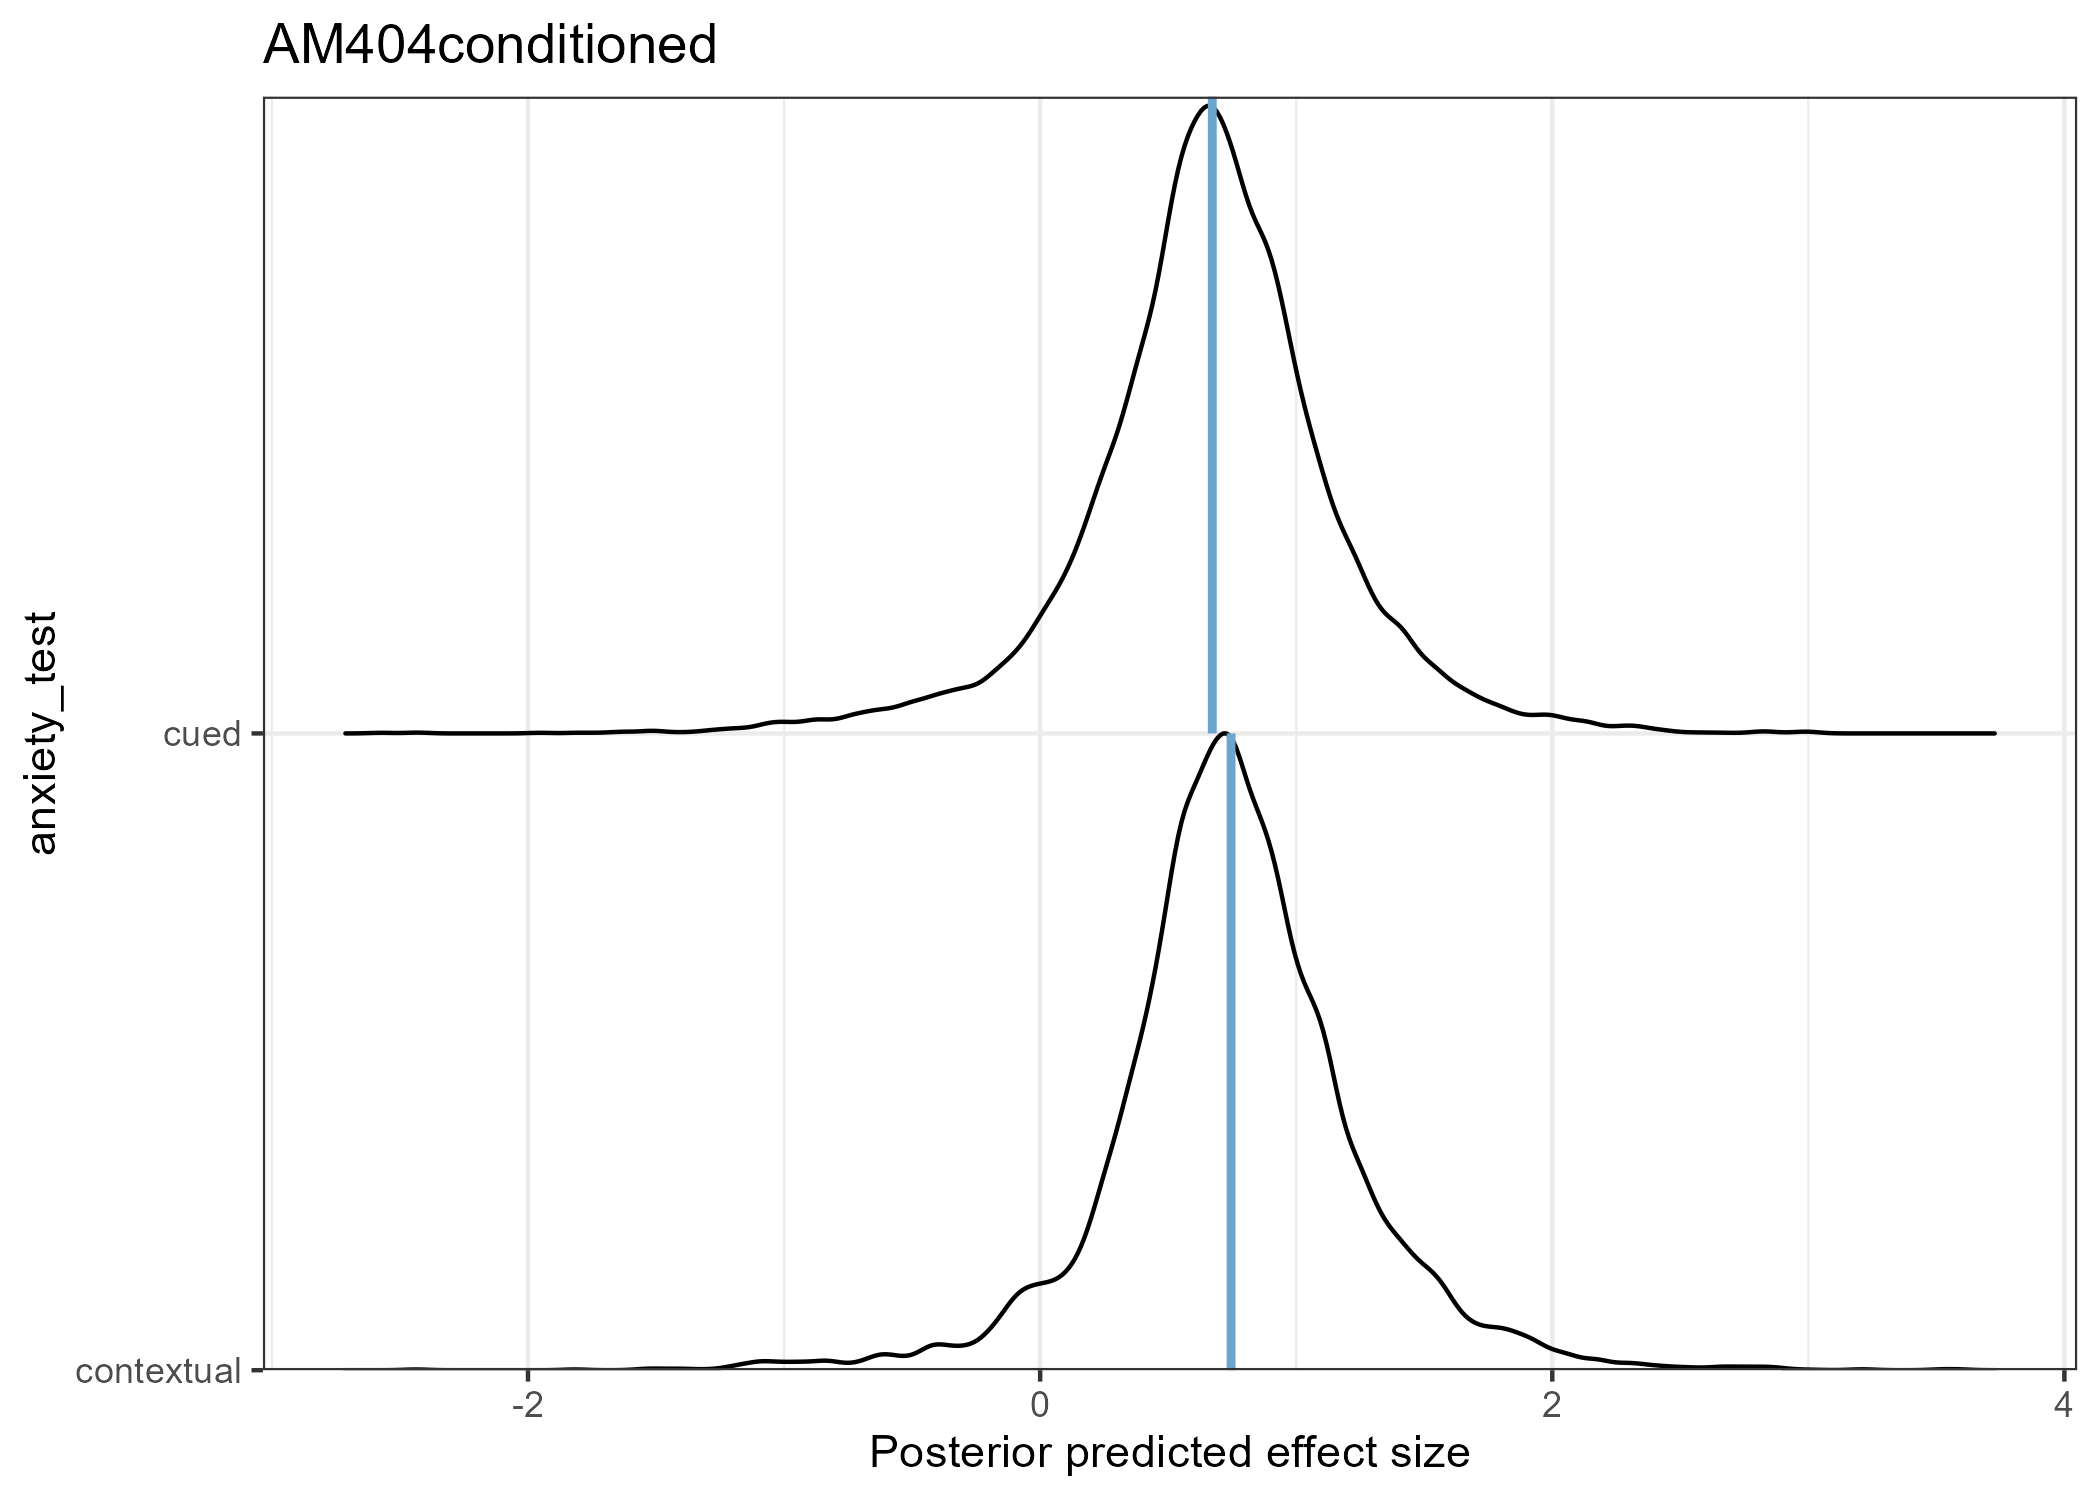 AM404conditioned
anxiety_test
cued
contextual
-2 0 2 4
Posterior predicted effect size